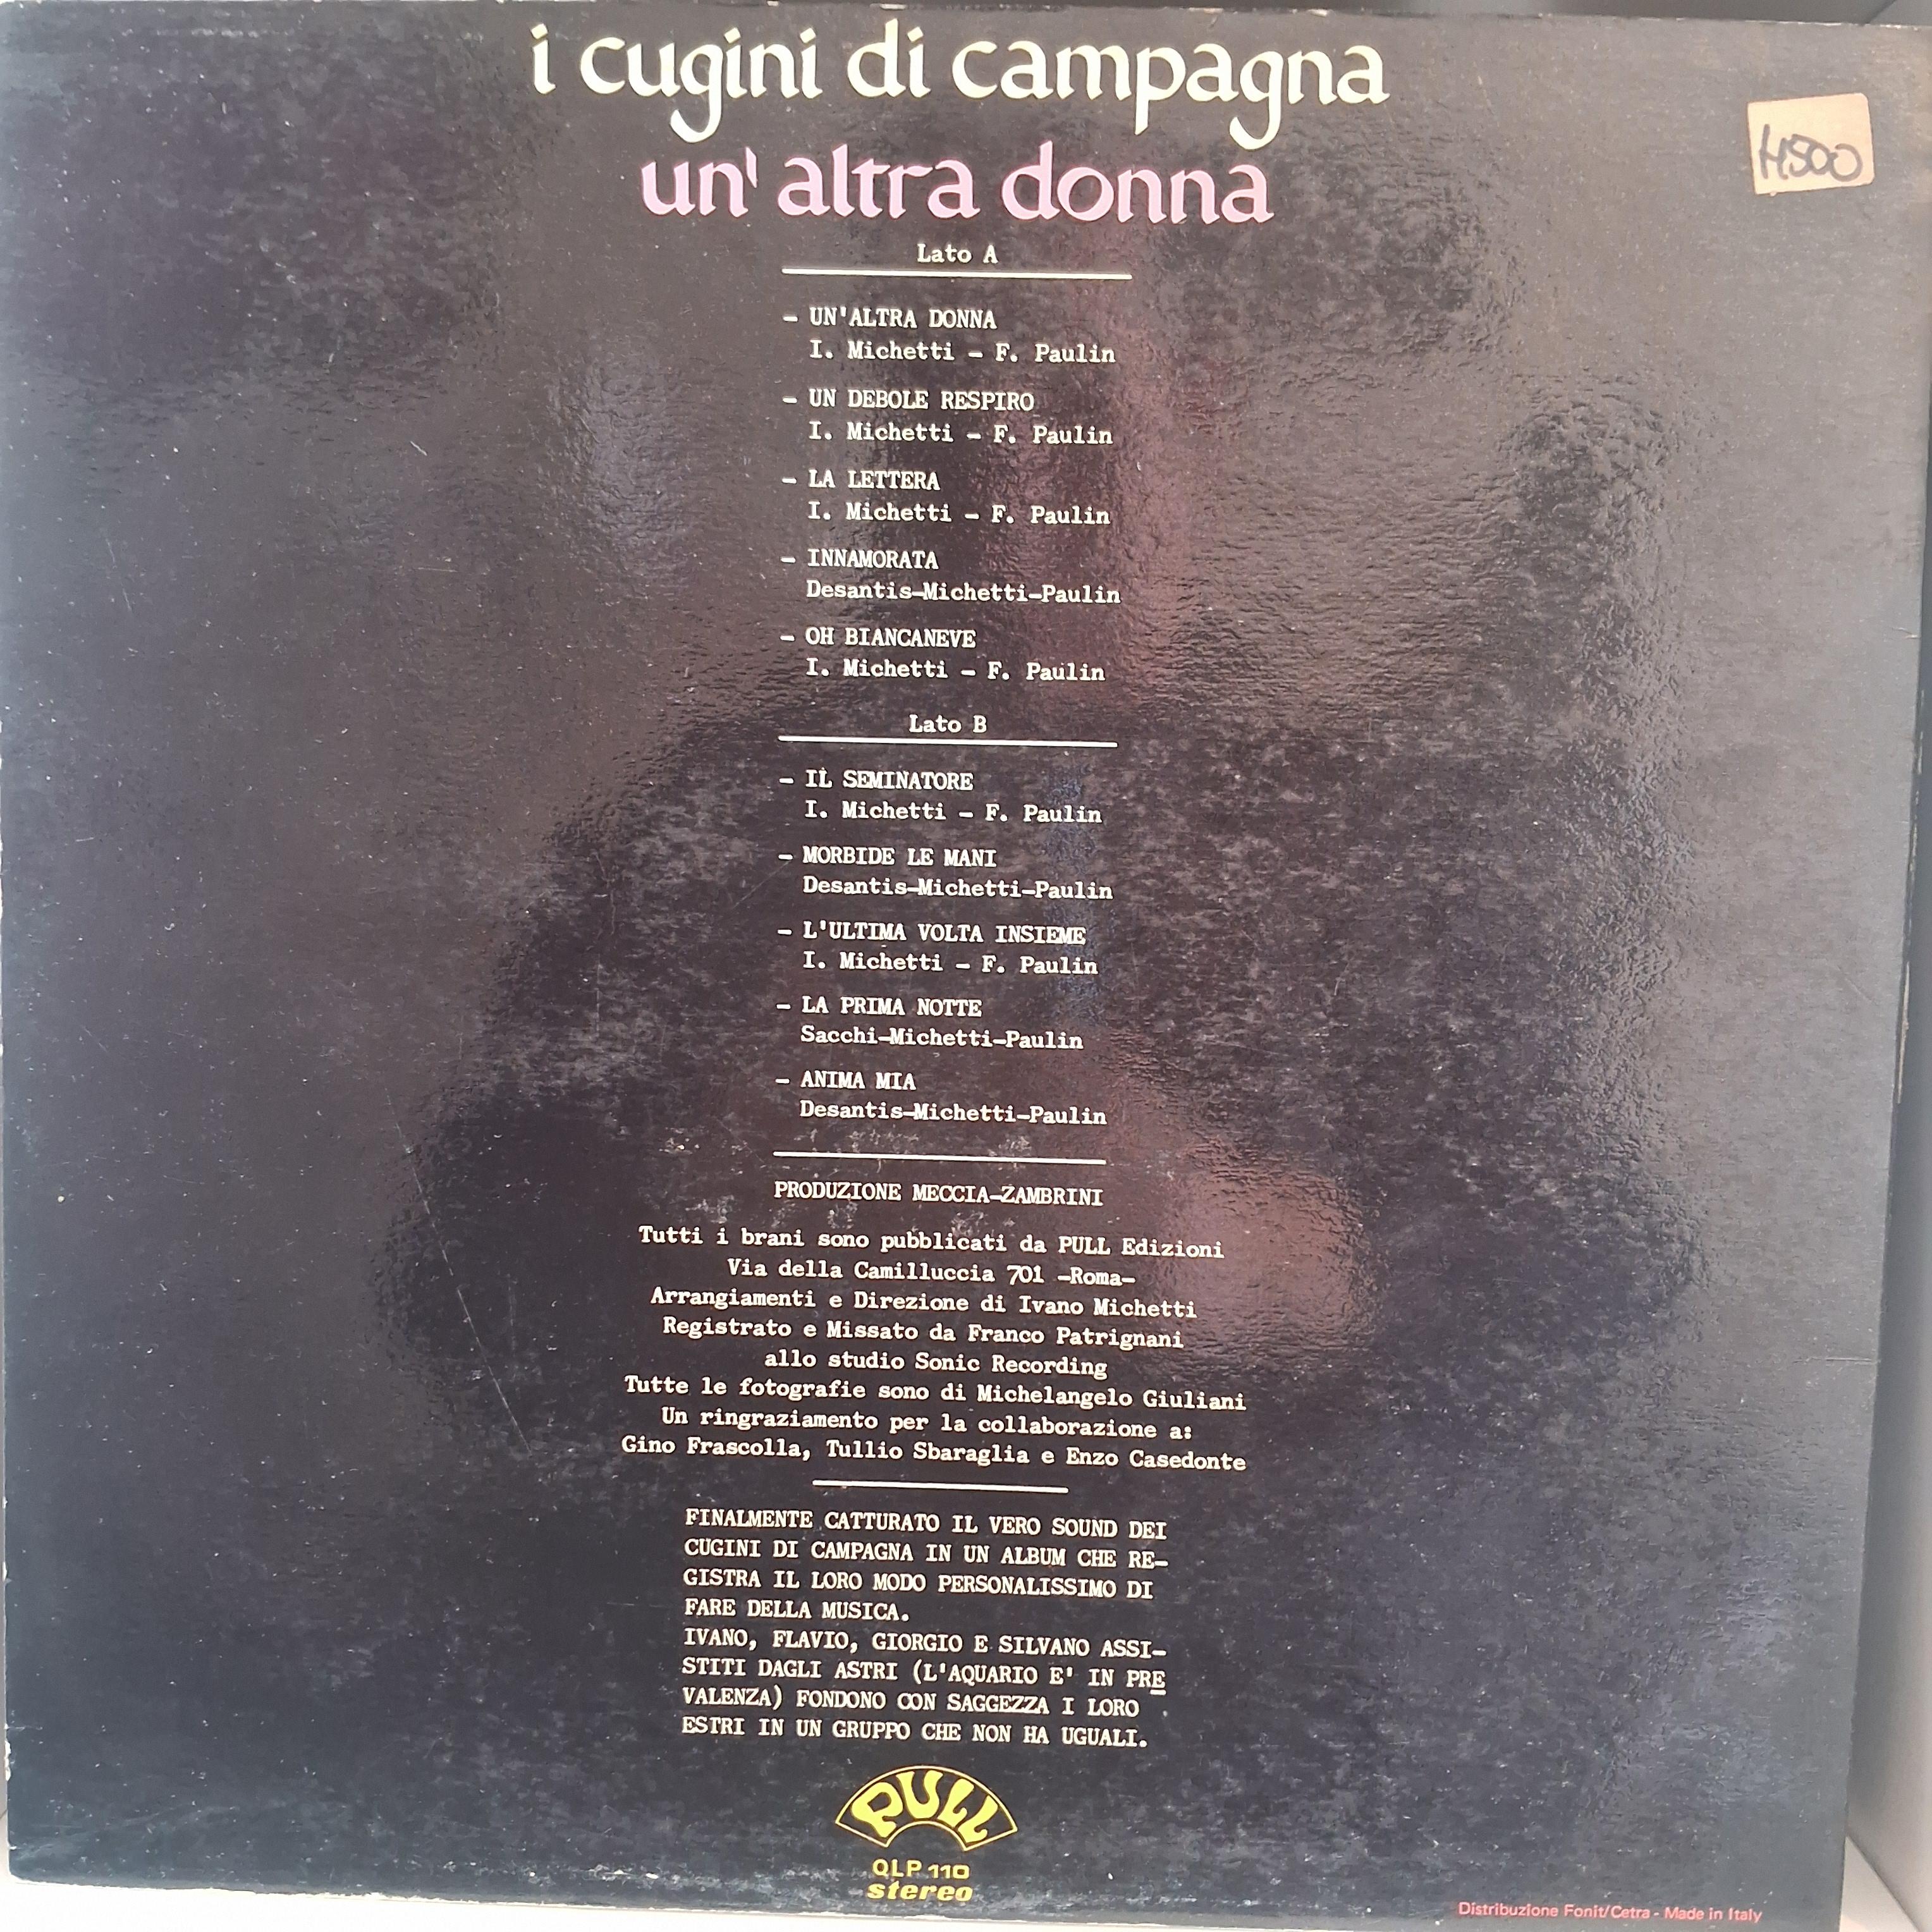 i cugini di campagna
un' altra donna
4500
Lato A
- UN'ALTRA DONNA
I. Michetti - F. Paulin
- UN DEBOLE RESPIRO
I. Michetti - F. Paulin
- LA LETTERA
I. Michetti - F. Paulin
- INNAMORATA
Desantis-Michetti-Paulin
- OH BIANCANEVE
I. Michetti - F. Paulin
Lato B
- IL SEMINATORE
I. Michetti - F. Paulin
- MORBIDE LE MANI
Desantis-Michetti-Paulin
- L'ULTIMA VOLTA INSIEME
I. Michetti - F. Paulin
- LA PRIMA NOTTE
Sacchi-Michetti-Paulin
- ANIMA MIA
Desantis-Michetti-Paulin
PRODUZIONE MECCIA-ZAMBRINI
Tutti i brani sono pubblicati da PULL Edizioni
Via della Camilluccia 701 -Roma-
Arrangiamenti e Direzione di Ivano Michetti
Registrato e Missato da Franco Patrignani
allo studio Sonic Recording
Tutte le fotografie sono di Michelangelo Giuliani
Un ringraziamento per la collaborazione a:
Gino Frascolla, Tullio Sbaraglia e Enzo Casedonte
FINALMENTE CATTURATO IL VERO SOUND DEI
CUGINI DI CAMPAGNA IN UN ALBUM CHE RE-
GISTRA IL LORO MODO PERSONALISSIMO DI
FARE DELLA MUSICA.
IVANO, FLAVIO, GIORGIO E SILVANO ASSI-
STITI DAGLI ASTRI (L'AQUARIO E' IN PRE
VALENZA) FONDONO CON SAGGEZZA I LORO
ESTRI IN UN GRUPPO CHE NON HA UGUALI.
PULL
QLP 110
stereo
Distribuzione Fonit/Cetra - Made in Italy